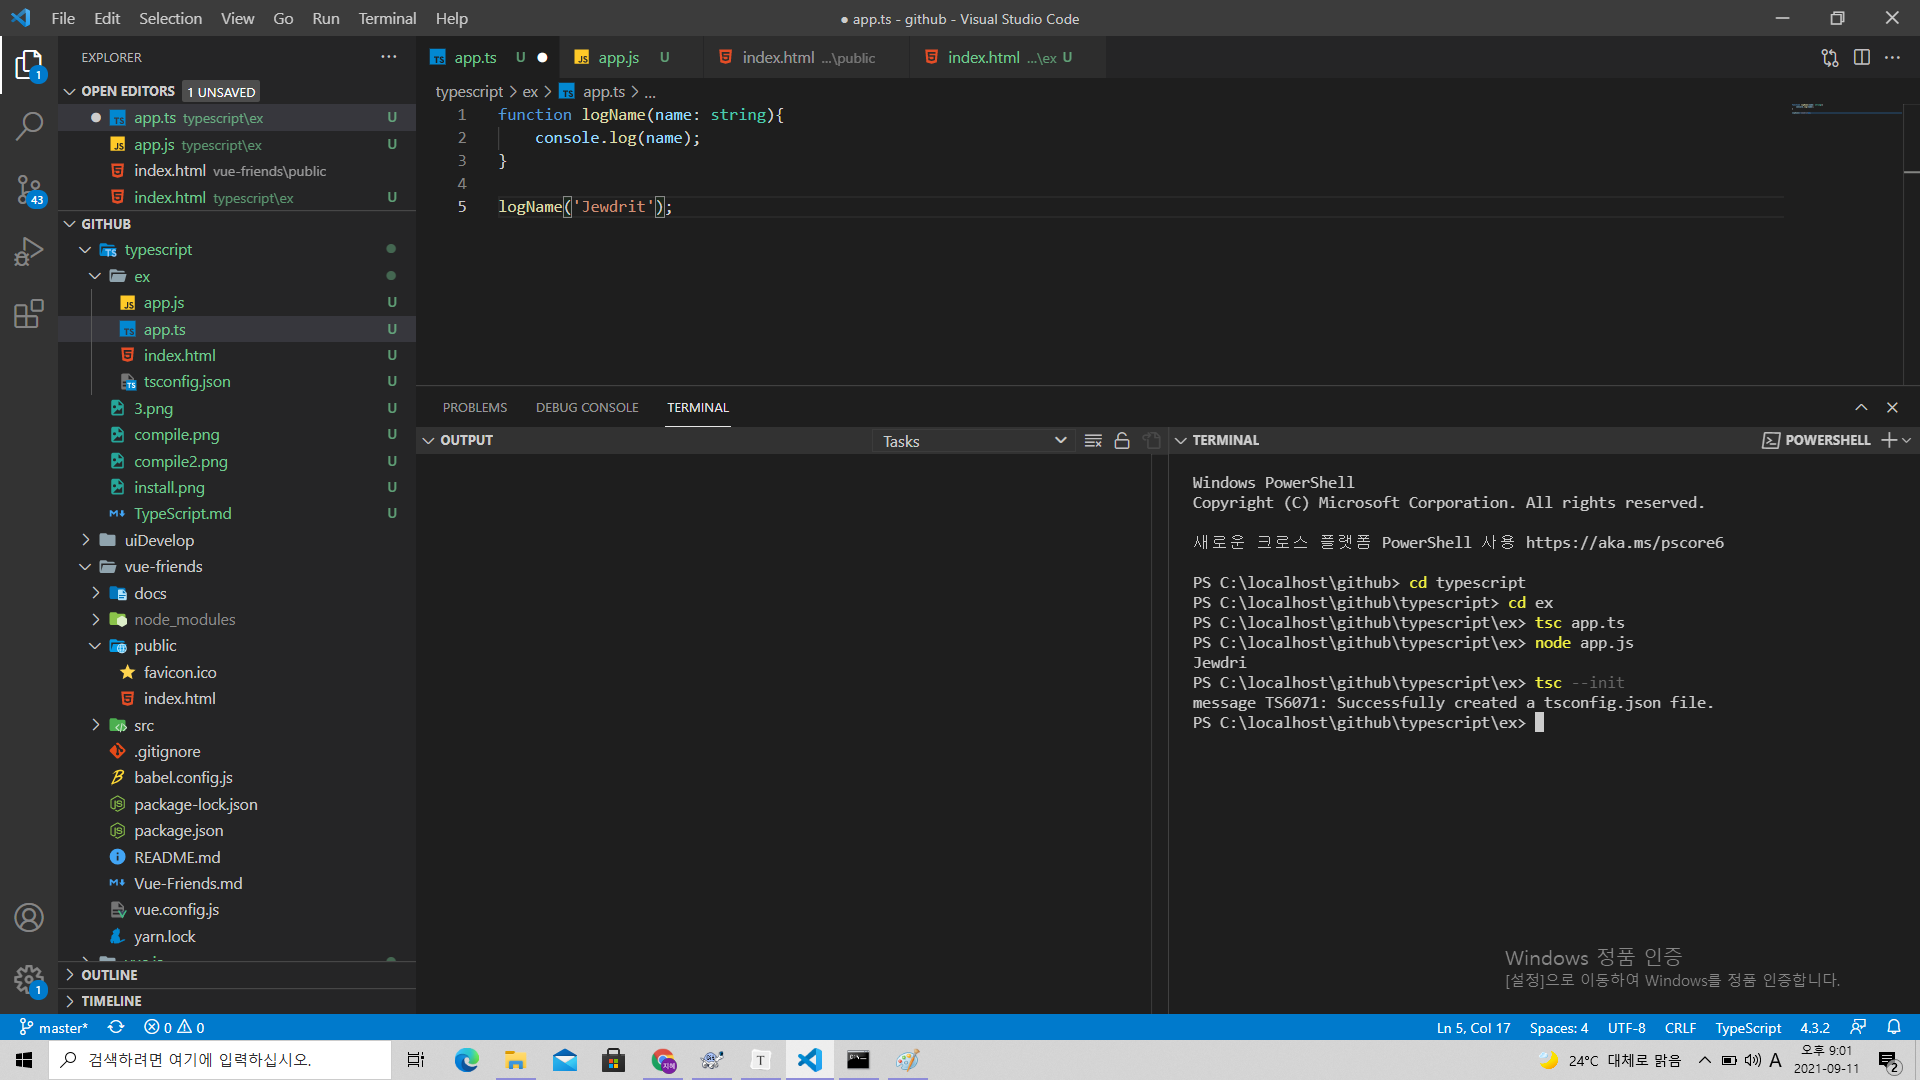 File Edit Selection View Go Run Terminal Help
● app.ts - github - Visual Studio Code
EXPLORER
OPEN EDITORS 1 UNSAVED
app.ts typescript\ex U
app.js typescript\ex U
index.html vue-friends\public
index.html typescript\ex U
GITHUB
typescript
ex
app.js U
app.ts U
index.html U
tsconfig.json U
3.png U
compile.png U
compile2.png U
install.png U
TypeScript.md U
uiDevelop
vue-friends
docs
node_modules
public
favicon.ico
index.html
src
.gitignore
babel.config.js
package-lock.json
package.json
README.md
Vue-Friends.md
vue.config.js
yarn.lock
OUTLINE
TIMELINE
1
43
1
app.ts U
app.js U
index.html ...\public
index.html ...\ex U
typescript > ex > app.ts > ...
1 function logName(name: string){
2 console.log(name);
3 }
4
5 logName('Jewdrit');
PROBLEMS DEBUG CONSOLE TERMINAL
OUTPUT Tasks
TERMINAL POWERSHELL
Windows PowerShell
Copyright (C) Microsoft Corporation. All rights reserved.
새로운 크로스 플랫폼 PowerShell 사용 https://aka.ms/pscore6
PS C:\localhost\github> cd typescript
PS C:\localhost\github\typescript> cd ex
PS C:\localhost\github\typescript\ex> tsc app.ts
PS C:\localhost\github\typescript\ex> node app.js
Jewdri
PS C:\localhost\github\typescript\ex> tsc --init
message TS6071: Successfully created a tsconfig.json file.
PS C:\localhost\github\typescript\ex>
Windows 정품 인증
[설정]으로 이동하여 Windows를 정품 인증합니다.
master* 0 0
Ln 5, Col 17 Spaces: 4 UTF-8 CRLF TypeScript 4.3.2
검색하려면 여기에 입력하십시오.
24°C 대체로 맑음
A
오후 9:01
2021-09-11
2